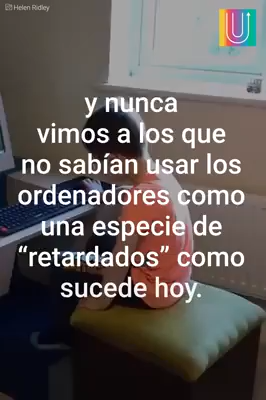 Helen Ridley
U
y nunca
vimos a los que
no sabían usar los
ordenadores como
una especie de
“retardados” como
sucede hoy.